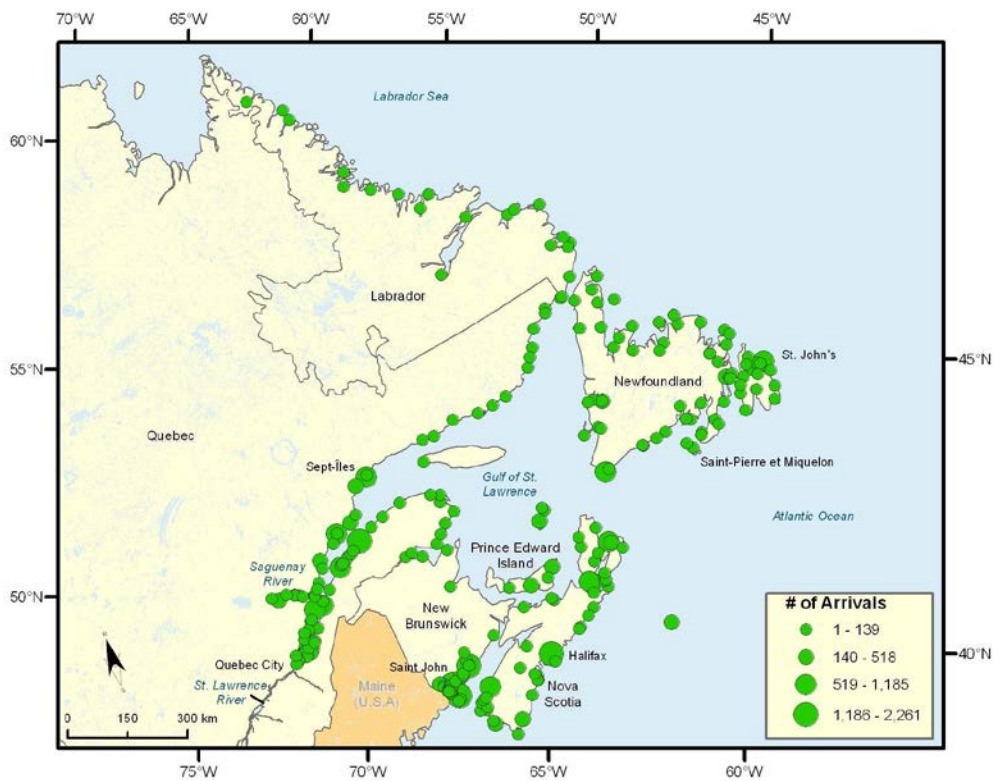 70°W 65°W 60°W 55°W 50°W 45°W
Labrador Sea
60°N
Labrador
St. John's
45°N
55°N
Newfoundland
Quebec
Saint-Pierre et Miquelon
Sept-Îles
Gulf of St.
Lawrence
Atlantic Ocean
Prince Edward
Island
Saguenay
River
50°N
New
Brunswick
# of Arrivals
1 - 139
140 - 518
519 - 1,185
1,186 - 2,261
Halifax
40°N
Quebec City
Saint John
St. Lawrence
River
Maine
(U.S.A)
Nova
Scotia
0 150 300 km
75°W 70°W 65°W 60°W